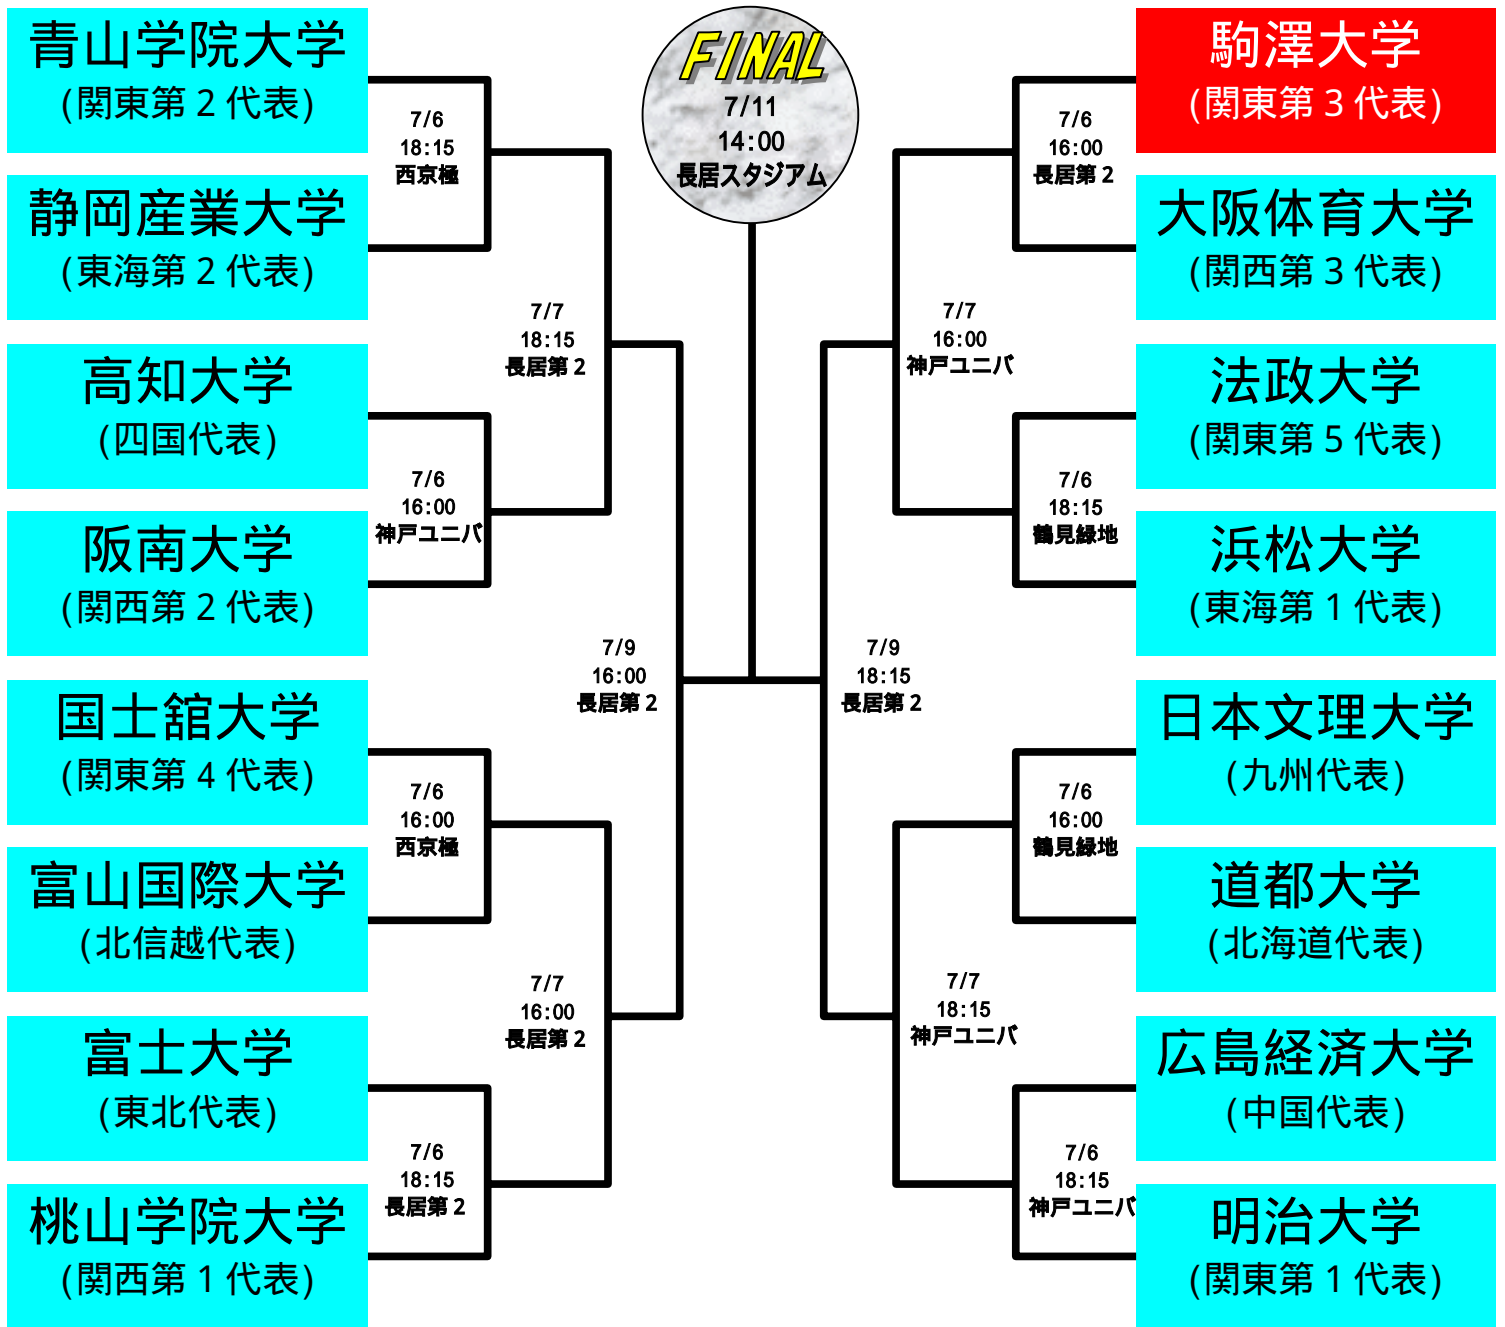 青山学院大学
(関東第２代表)
静岡産業大学
(東海第２代表)
高知大学
(四国代表)
阪南大学
(関西第２代表)
国士舘大学
(関東第４代表)
富山国際大学
(北信越代表)
富士大学
(東北代表)
桃山学院大学
(関西第１代表)
7/6
18:15
西京極
7/6
16:00
神戸ユニバ
7/6
16:00
西京極
7/6
18:15
長居第２
7/7
18:15
長居第２
7/7
16:00
長居第２
7/9
16:00
長居第２
FINAL
7/11
14:00
長居スタジアム
7/9
18:15
長居第２
7/7
16:00
神戸ユニバ
7/7
18:15
神戸ユニバ
7/6
16:00
長居第２
7/6
18:15
鶴見緑地
7/6
16:00
鶴見緑地
7/6
18:15
神戸ユニバ
駒澤大学
(関東第３代表)
大阪体育大学
(関西第３代表)
法政大学
(関東第５代表)
浜松大学
(東海第１代表)
日本文理大学
(九州代表)
道都大学
(北海道代表)
広島経済大学
(中国代表)
明治大学
(関東第１代表)